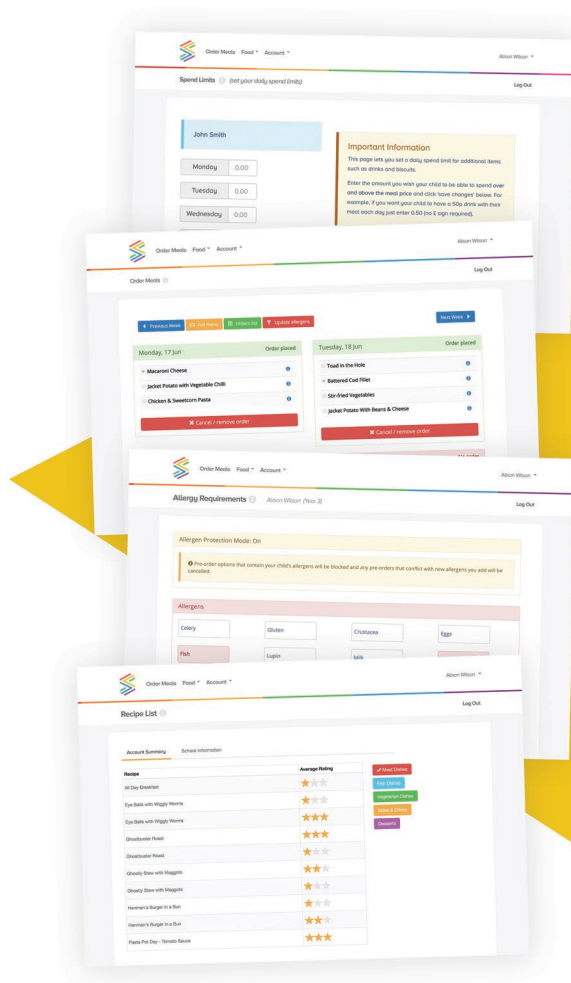 Order Meals Food Account Alison Wilson
Spend Limits (set your daily spend limits) Log Out
John Smith
Monday 0.00
Tuesday 0.00
Wednesday 0.00
Important Information
This page lets you set a daily spend limit for additional items
such as drinks and biscuits.
Enter the amount you wish your child to be able to spend over
and above the meal price and click 'save changes' below. For
example, if you want your child to have a 50p drink with their
meal each day just enter 0.50 (no £ sign required).
Order Meals Food Account Alison Wilson
Order Meals Log Out
Previous Week Full menu Update allergens Next Week
Monday, 17 Jun Order placed
Macaroni Cheese
Jacket Potato with Vegetable Chilli
Chicken & Sweetcorn Pasta
Cancel / remove order
Tuesday, 18 Jun Order placed
Toad in the Hole
Battered Cod Fillet
Stir-fried Vegetables
Jacket Potato With Beans & Cheese
Cancel / remove order
Order Meals Food Account Alison Wilson
Allergy Requirements Alison Wilson (Year 3) Log Out
Allergen Protection Mode: On
Pre-order options that contain your child's allergens will be blocked and any pre-orders that conflict with new allergens you add will be
cancelled.
Allergens
Celery Gluten Crustacea Eggs
Fish Lupin Milk
Order Meals Food Account Alison Wilson
Recipe List Log Out
Account Summary School Information
Recipe Average Rating
All Day Breakfast
Eye Balls with Wiggly Worms
Eye Balls with Wiggly Worms
Ghostbuster Roast
Ghostbuster Roast
Ghostly Stew with Maggots
Ghostly Stew with Maggots
Henmen's Burger in a Bun
Henmen's Burger in a Bun
Pasta Pot Day - Tomato Sauce
Meat Dishes
Fish Dishes
Vegetarian Dishes
Desserts